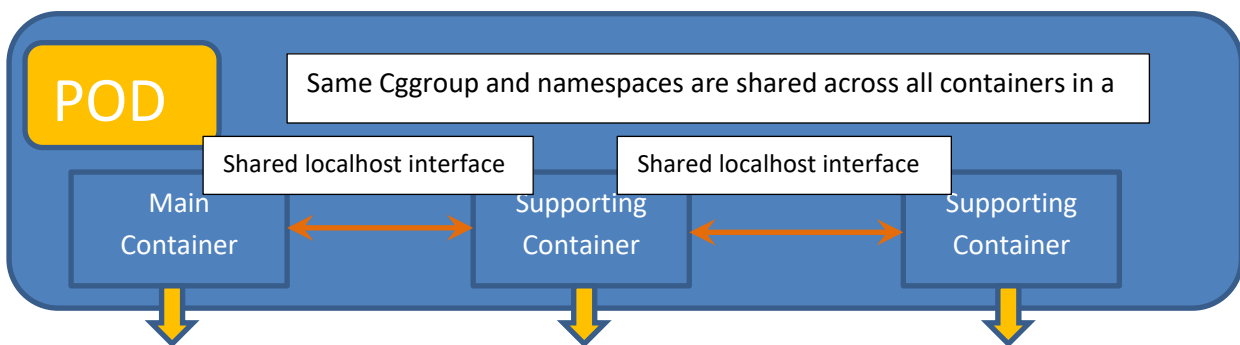 POD
Same Cggroup and namespaces are shared across all containers in a
Shared localhost interface
Shared localhost interface
Main
Container
Supporting
Container
Supporting
Container